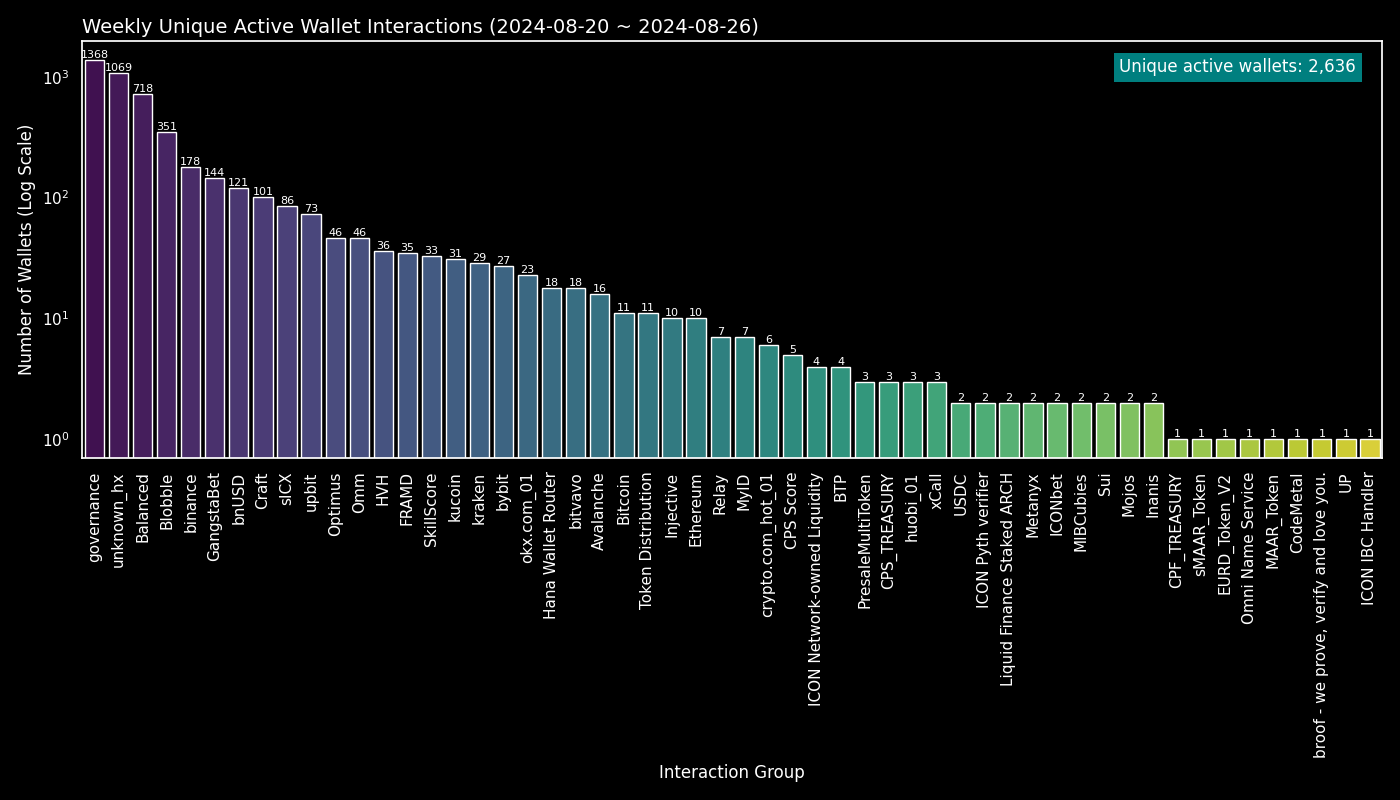 Weekly Unique Active Wallet Interactions (2024-08-20 ~ 2024-08-26)
Unique active wallets: 2,636
Number of Wallets (Log Scale)
10³
10²
10¹
10⁰
1368
1069
718
351
178
144
121
101
86
73
46
46
36
35
33
31
29
27
23
18
18
16
11
11
10
10
7
7
6
5
4
4
3
3
3
3
2
2
2
2
2
2
2
2
2
1
1
1
1
1
1
1
1
1
governance
unknown_hx
Balanced
Blobble
binance
GangstaBet
bnUSD
Craft
sICX
upbit
Optimus
Omm
HVH
FRAMD
SkillScore
kucoin
kraken
bybit
okx.com_01
Hana Wallet Router
bitvavo
Avalanche
Bitcoin
Token Distribution
Injective
Ethereum
Relay
MyID
crypto.com_hot_01
CPS Score
ICON Network-owned Liquidity
BTP
PresaleMultiToken
CPS_TREASURY
huobi_01
xCall
USDC
ICON Pyth verifier
Liquid Finance Staked ARCH
Metanyx
ICONbet
MIBCubies
Sui
Mojos
Inanis
CPF_TREASURY
sMAAR_Token
EURD_Token_V2
Omni Name Service
MAAR_Token
CodeMetal
broof - we prove, verify and love you.
UP
ICON IBC Handler
Interaction Group